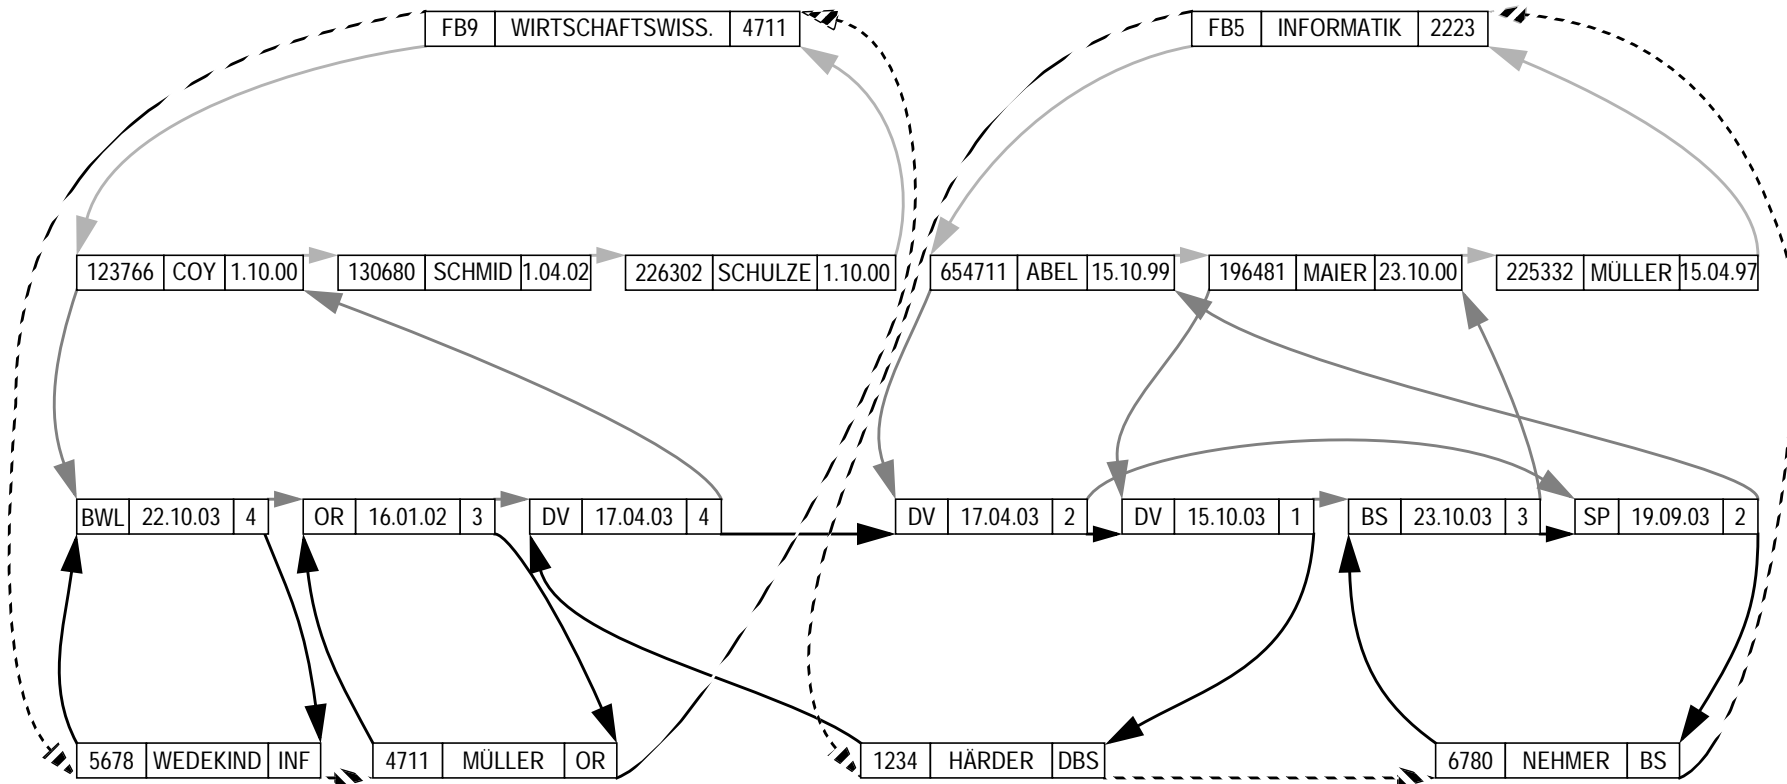 FB9 WIRTSCHAFTSWISS. 4711 FB5 INFORMATIK 2223
123766 COY 1.10.00 130680 SCHMID 1.04.02 226302 SCHULZE 1.10.00 654711 ABEL 15.10.99 196481 MAIER 23.10.00 225332 MÜLLER 15.04.97
BWL 22.10.03 4 OR 16.01.02 3 DV 17.04.03 4 DV 17.04.03 2 DV 15.10.03 1 BS 23.10.03 3 SP 19.09.03 2
5678 WEDEKIND INF 4711 MÜLLER OR 1234 HÄRDER DBS 6780 NEHMER BS